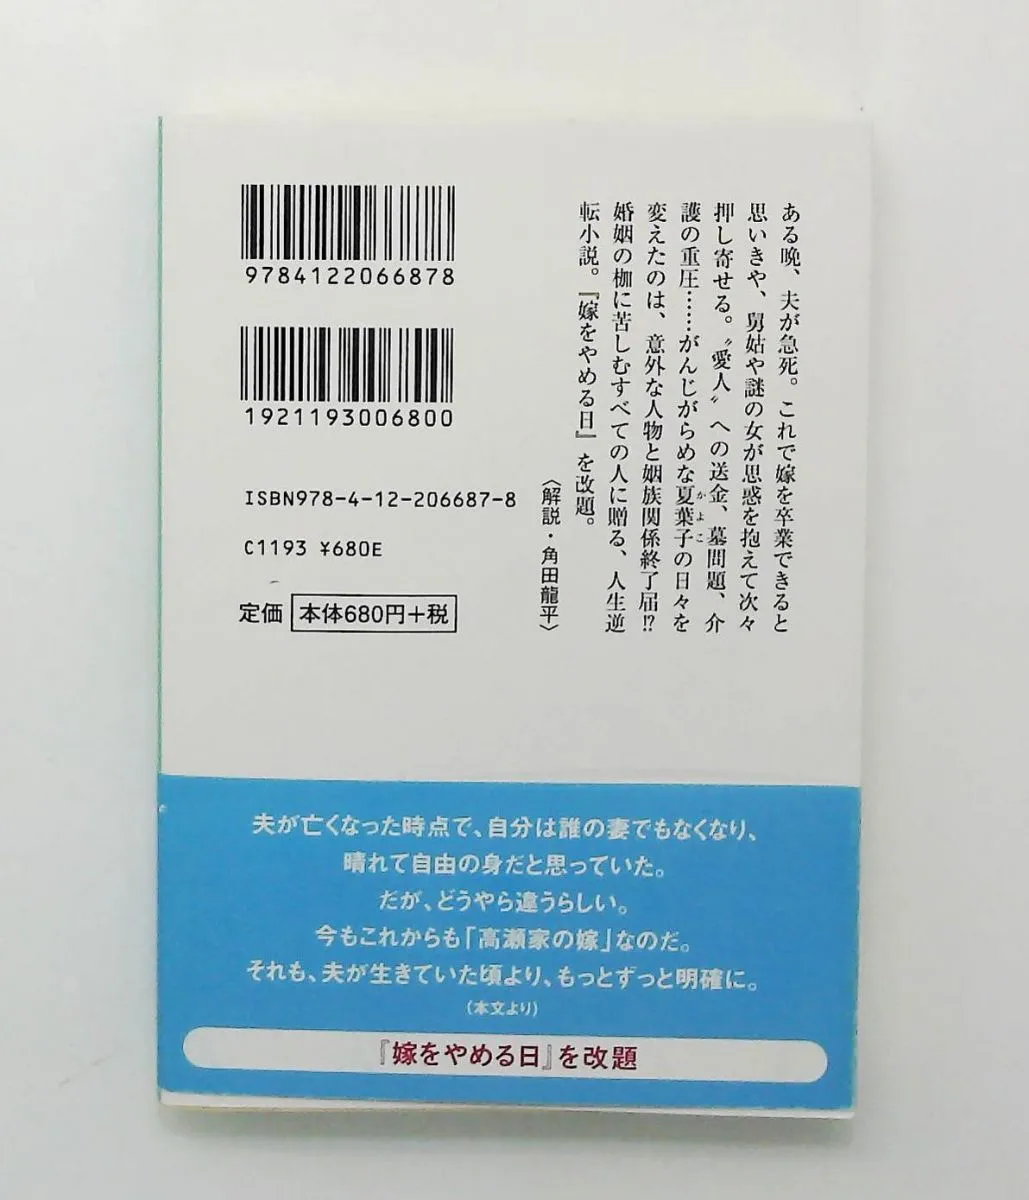 ある晩、夫が急死。これで嫁を卒業できると
思いきや、舅姑や謎の女が思惑を抱えて次々
押し寄せる。〝愛人〟への送金、墓問題、介
護の重圧……がんじがらめな夏葉子の日々を
かよこ
変えたのは、意外な人物と姻族関係終了届!?
婚姻の枷に苦しむすべての人に贈る、人生逆
転小説。『嫁をやめる日』を改題。
〈解説・角田龍平〉
9784122066878
1921193006800
ISBN978-4-12-206687-8
C1193 ¥680E
定価 本体680円+税
夫が亡くなった時点で、自分は誰の妻でもなくなり、
晴れて自由の身だと思っていた。
だが、どうやら違うらしい。
今もこれからも「高瀬家の嫁」なのだ。
それも、夫が生きていた頃より、もっとずっと明確に。
(本文より)
『嫁をやめる日』を改題